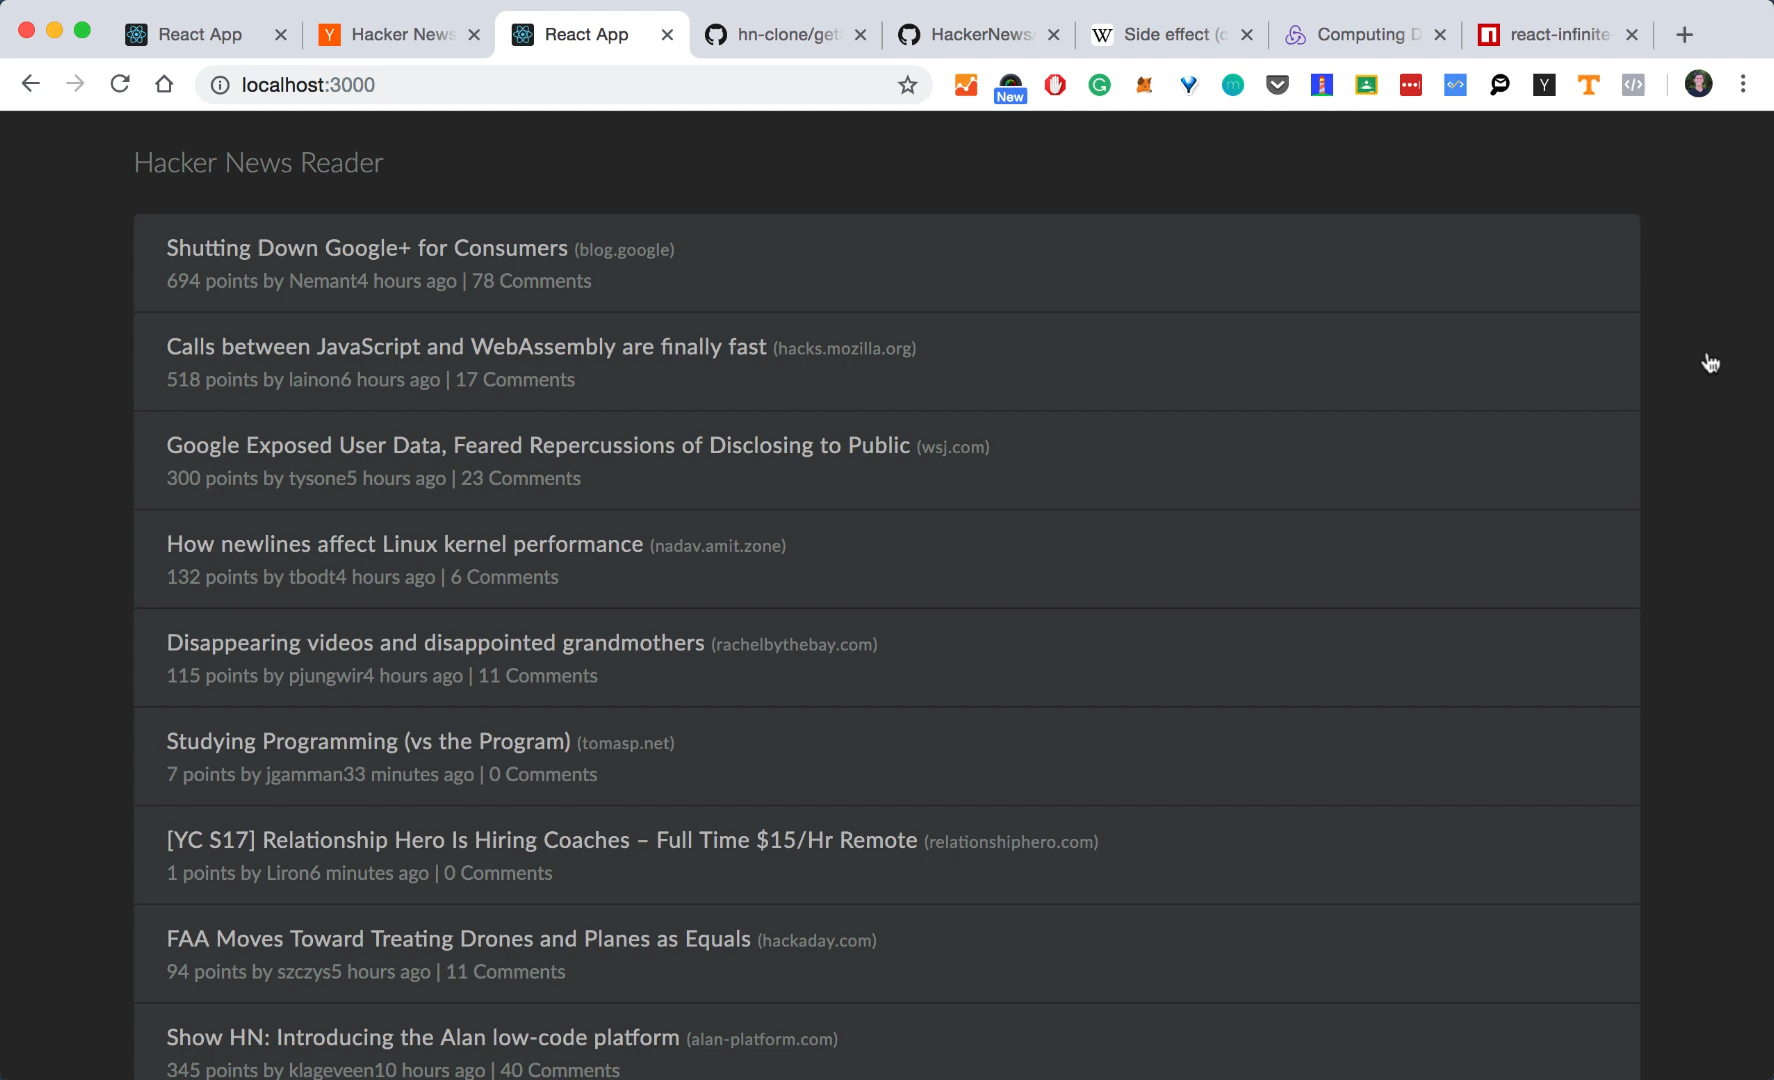 React App
Hacker News
React App
hn-clone/get
HackerNews
Side effect (c
Computing D
react-infinite-
localhost:3000
New
Hacker News Reader
Shutting Down Google+ for Consumers (blog.google)
694 points by Nemant4 hours ago | 78 Comments
Calls between JavaScript and WebAssembly are finally fast (hacks.mozilla.org)
518 points by lainon6 hours ago | 17 Comments
Google Exposed User Data, Feared Repercussions of Disclosing to Public (wsj.com)
300 points by tysone5 hours ago | 23 Comments
How newlines affect Linux kernel performance (nadav.amit.zone)
132 points by tbodt4 hours ago | 6 Comments
Disappearing videos and disappointed grandmothers (rachelbythebay.com)
115 points by pjungwir4 hours ago | 11 Comments
Studying Programming (vs the Program) (tomasp.net)
7 points by jgamman33 minutes ago | 0 Comments
[YC S17] Relationship Hero Is Hiring Coaches – Full Time $15/Hr Remote (relationshiphero.com)
1 points by Liron6 minutes ago | 0 Comments
FAA Moves Toward Treating Drones and Planes as Equals (hackaday.com)
94 points by szczys5 hours ago | 11 Comments
Show HN: Introducing the Alan low-code platform (alan-platform.com)
345 points by klageveen10 hours ago | 40 Comments